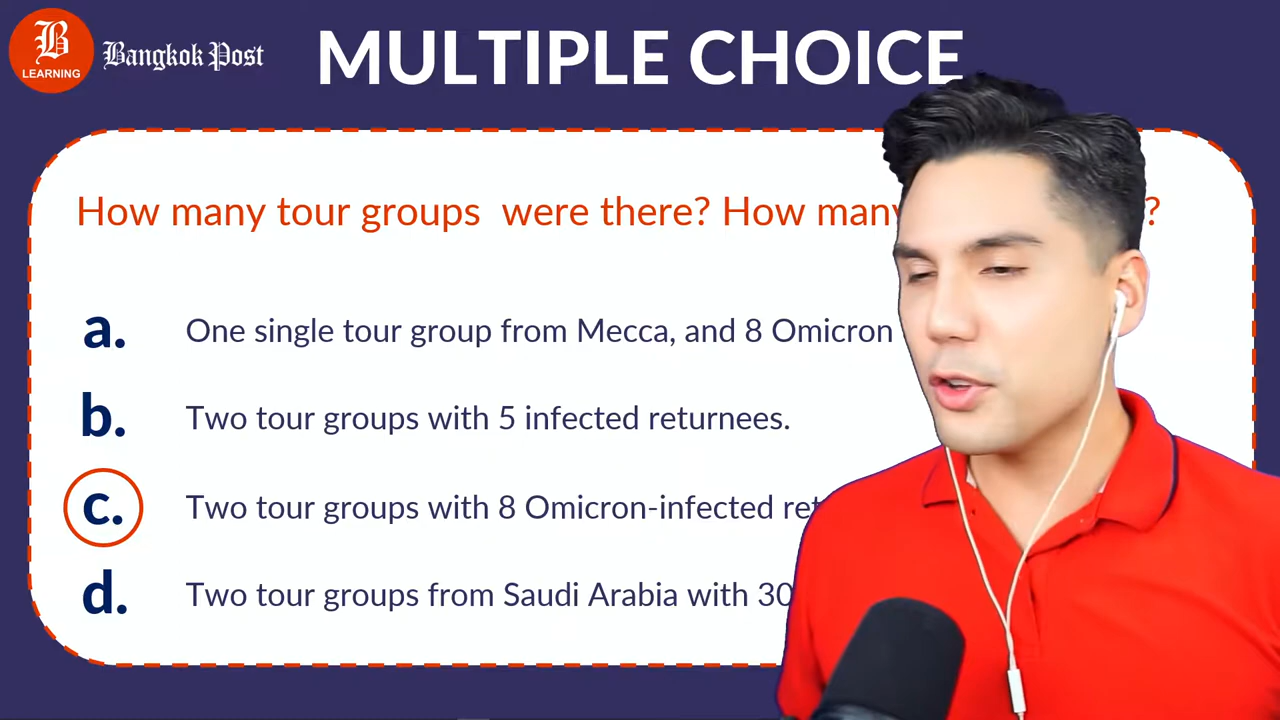 B
LEARNING
Bangkok Post
MULTIPLE CHOICE
How many tour groups were there? How many ?
a. One single tour group from Mecca, and 8 Omicron
b. Two tour groups with 5 infected returnees.
c. Two tour groups with 8 Omicron-infected
d. Two tour groups from Saudi Arabia with 30